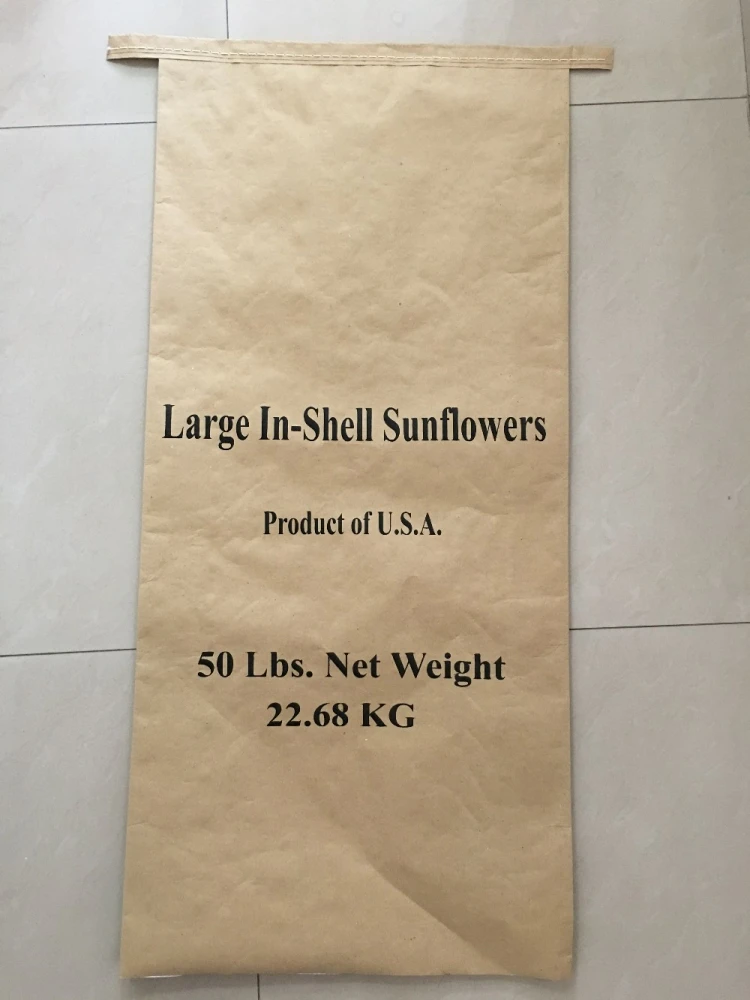 Large In-Shell Sunflowers
Product of U.S.A.
50 Lbs. Net Weight
22.68 KG